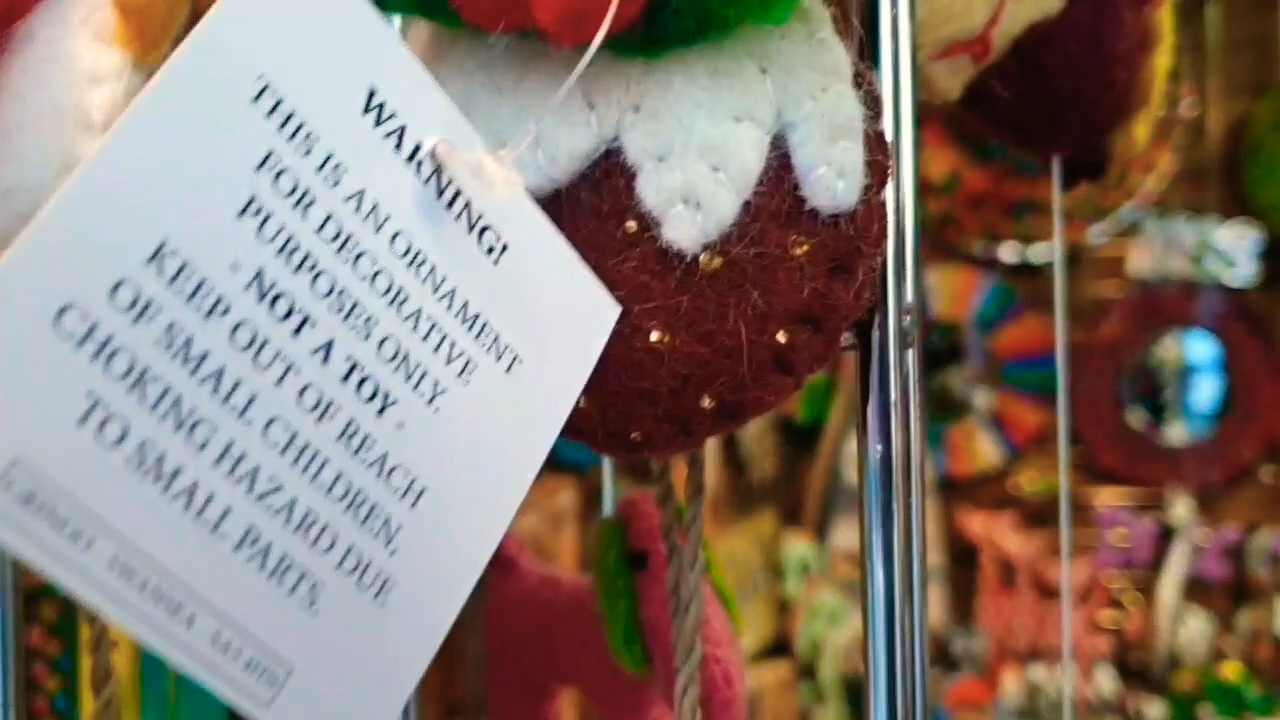 WARNING!
THIS IS AN ORNAMENT
FOR DECORATIVE
PURPOSES ONLY.
· NOT A TOY ·
KEEP OUT OF REACH
OF SMALL CHILDREN,
CHOKING HAZARD DUE
TO SMALL PARTS.